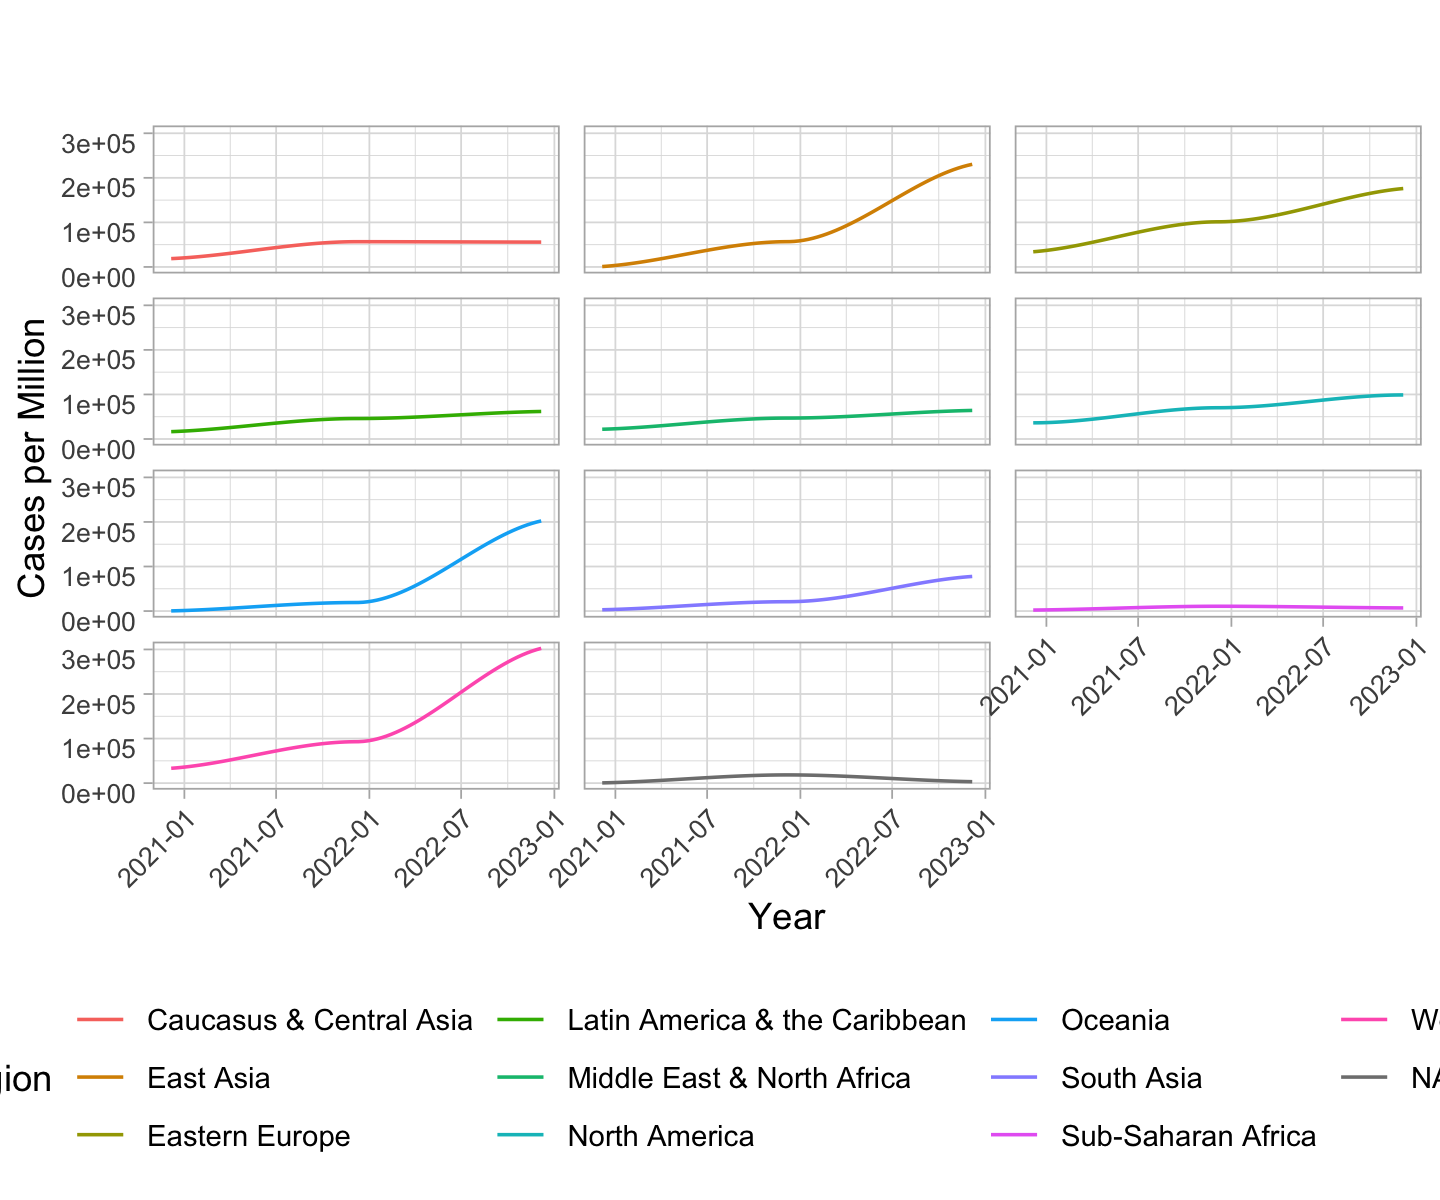 3e+05
2e+05
1e+05
0e+00
3e+05
2e+05
1e+05
0e+00
Cases per Million
3e+05
2e+05
1e+05
0e+00
2021-01 2021-07 2022-01 2022-07 2023-01
3e+05
2e+05
1e+05
0e+00
2021-01 2021-07 2022-01 2022-07 2023-01 2021-01 2021-07 2022-01 2022-07 2023-01
Year
Caucasus & Central Asia Latin America & the Caribbean Oceania
East Asia Middle East & North Africa South Asia NA
Eastern Europe North America Sub-Saharan Africa